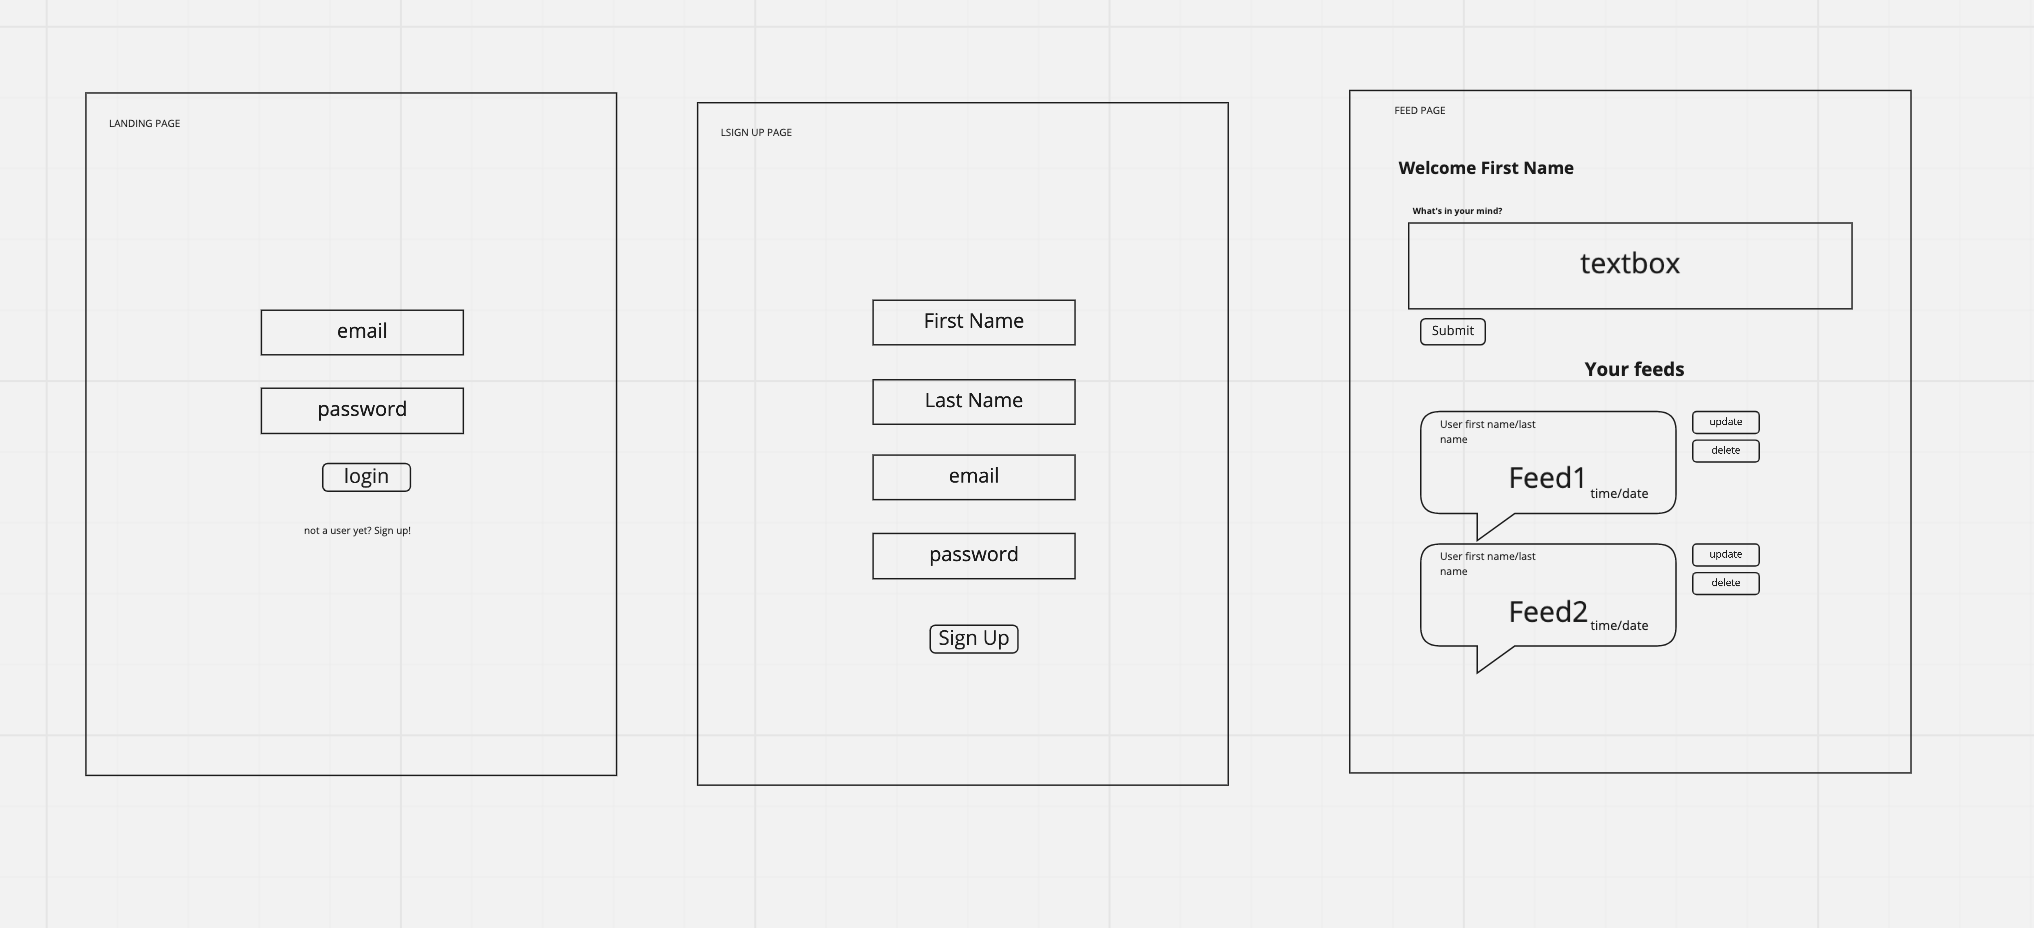 LANDING PAGE
email
password
login
not a user yet? Sign up!
LSIGN UP PAGE
First Name
Last Name
email
password
Sign Up
FEED PAGE
Welcome First Name
What's in your mind?
textbox
Submit
Your feeds
User first name/last
name
Feed1
time/date
update
delete
User first name/last
name
Feed2
time/date
update
delete